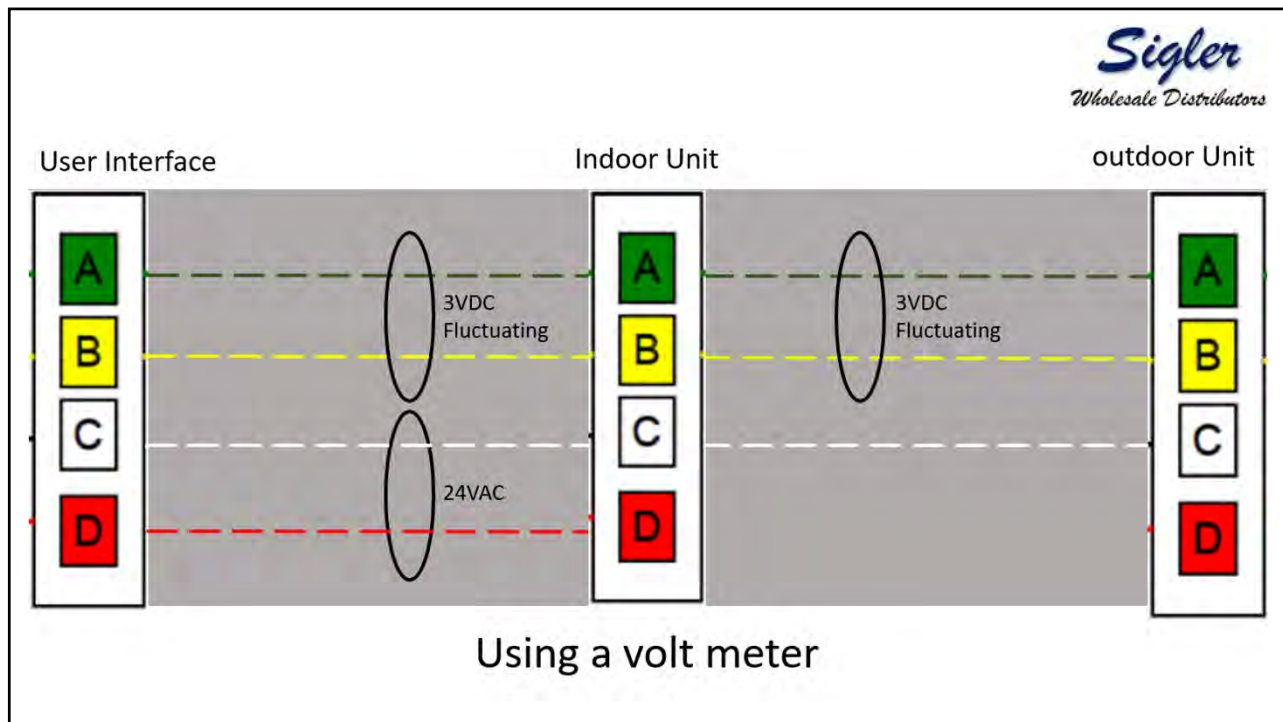 Sigler
Wholesale Distributors
User Interface
Indoor Unit
outdoor Unit
A
A
A
3VDC
Fluctuating
3VDC
Fluctuating
B
B
B
C
C
C
24VAC
D
D
D
Using a volt meter